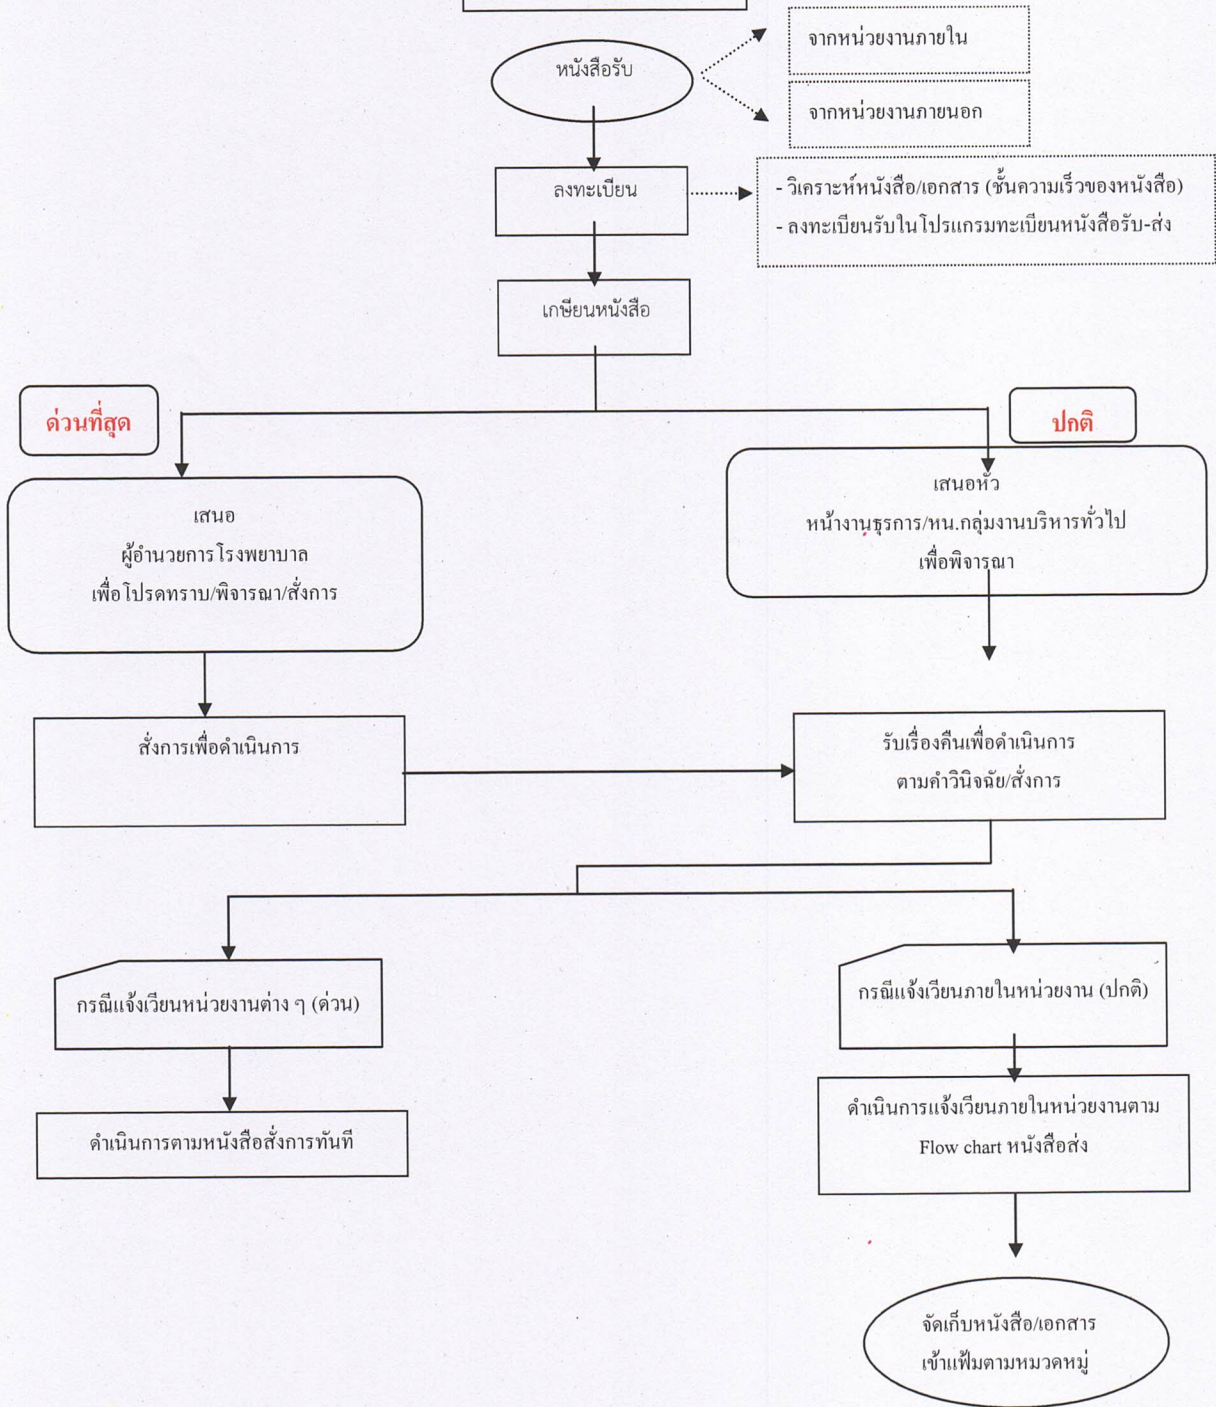 หนังสือรับ
จากหน่วยงานภายใน
จากหน่วยงานภายนอก
ลงทะเบียน
- วิเคราะห์หนังสือ/เอกสาร (ชั้นความเร็วของหนังสือ)
- ลงทะเบียนรับในโปรแกรมทะเบียนหนังสือรับ-ส่ง
เกษียนหนังสือ
ด่วนที่สุด
ปกติ
เสนอ
ผู้อำนวยการโรงพยาบาล
เพื่อโปรดทราบ/พิจารณา/สั่งการ
เสนอหัว
หน้างานธุรการ/หน.กลุ่มงานบริหารทั่วไป
เพื่อพิจารณา
สั่งการเพื่อดำเนินการ
รับเรื่องคืนเพื่อดำเนินการ
ตามคำวินิจฉัย/สั่งการ
กรณีแจ้งเวียนหน่วยงานต่าง ๆ (ด่วน)
กรณีแจ้งเวียนภายในหน่วยงาน (ปกติ)
ดำเนินการตามหนังสือสั่งการทันที
ดำเนินการแจ้งเวียนภายในหน่วยงานตาม
Flow chart หนังสือส่ง
จัดเก็บหนังสือ/เอกสาร
เข้าแฟ้มตามหมวดหมู่